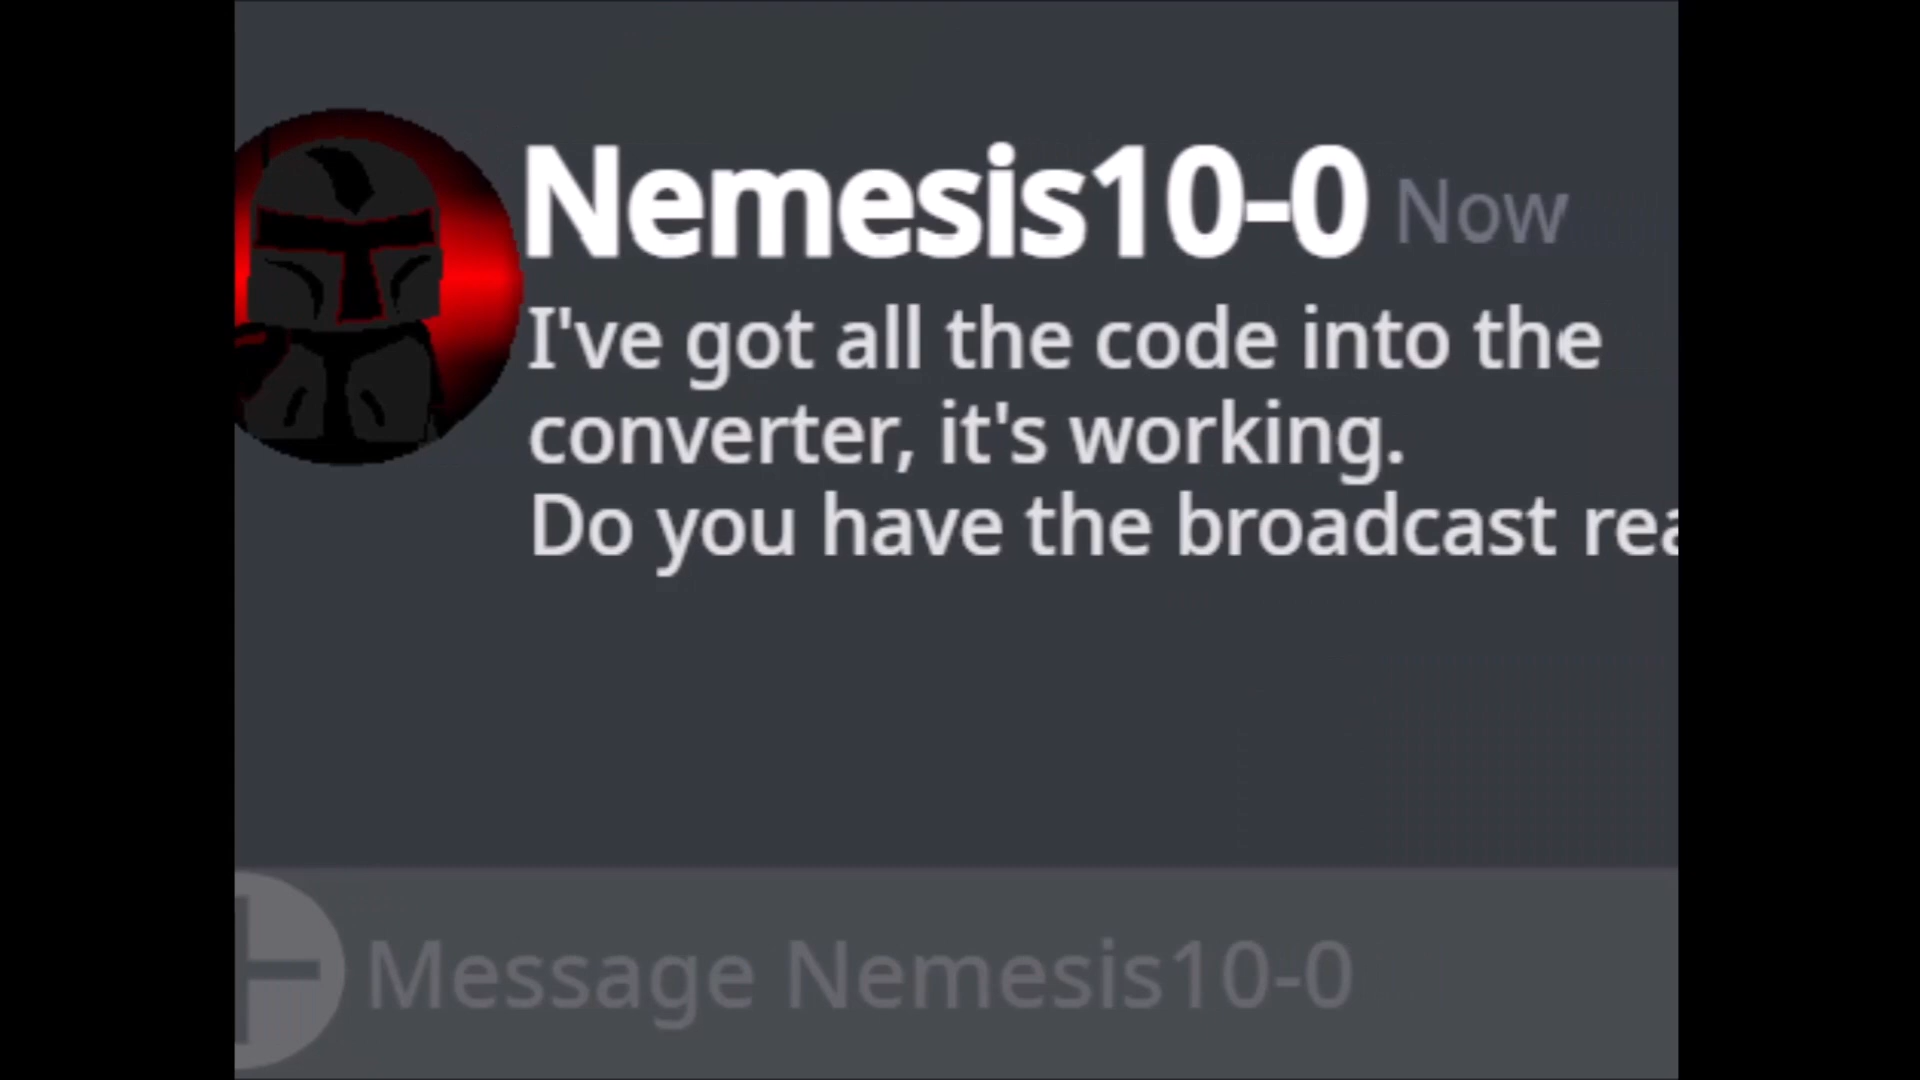 Nemesis10-0 Now
I've got all the code into the
converter, it's working.
Do you have the broadcast rea
Message Nemesis10-0